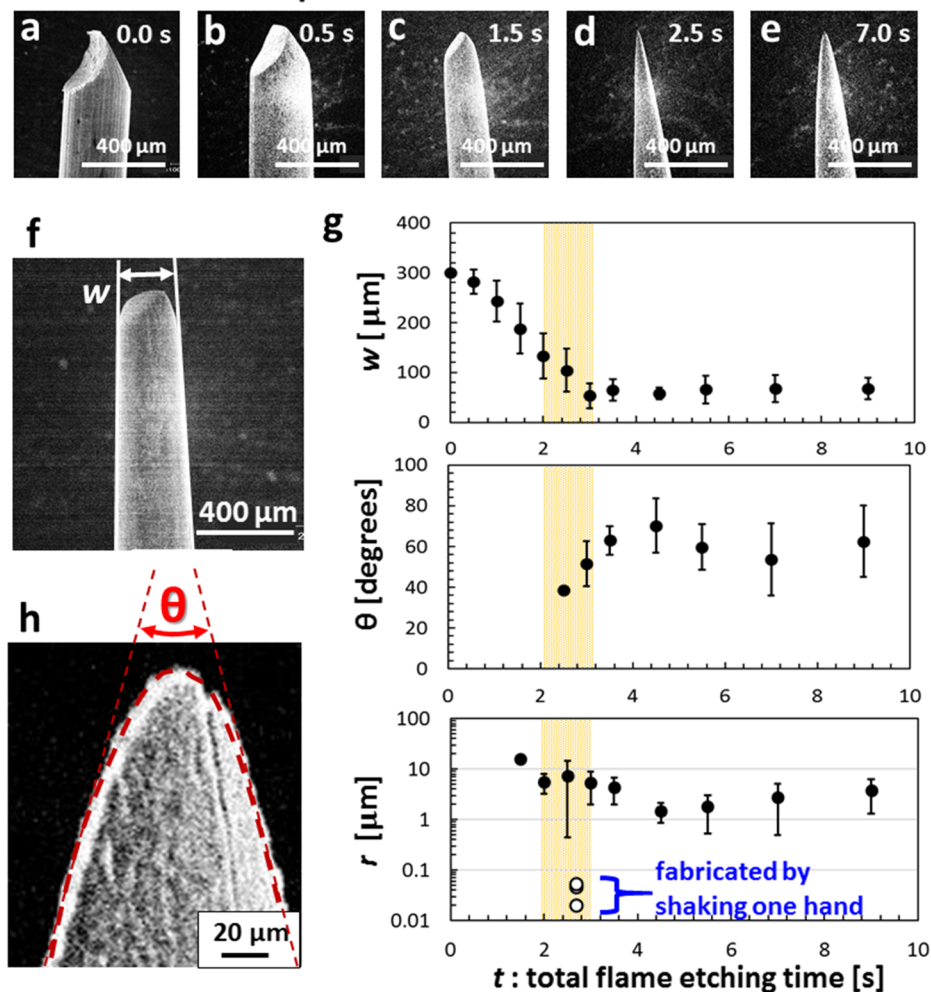 a 0.0 s
400 μm
b 0.5 s
400 μm
c 1.5 s
400 μm
d 2.5 s
400 μm
e 7.0 s
400 μm
f
w
400 μm
g
w [ μm]
400
300
200
100
0
0 2 4 6 8 10
θ [degrees]
100
80
60
40
20
0
0 2 4 6 8 10
h
θ
20 μm
r [μm]
100
10
1
0.1
0.01
fabricated by
shaking one hand
0 2 4 6 8 10
t : total flame etching time [s]